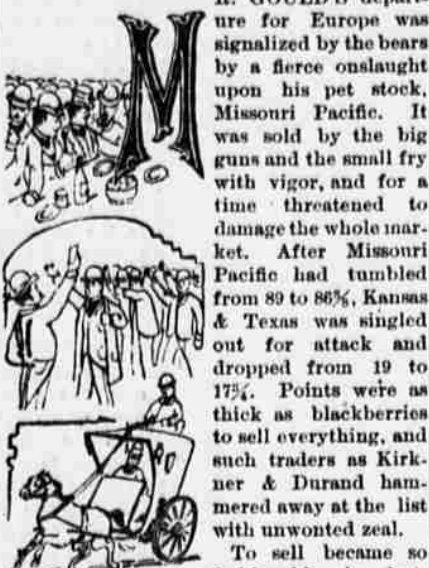 M
R. GOULD'S depart-
ure for Europe was
signalized by the bears
by a fierce onslaught
upon his pet stock,
Missouri Pacific. It
was sold by the big
guns and the small fry
with vigor, and for a
time threatened to
damage the whole mar-
ket. After Missouri
Pacific had tumbled
from 89 to 86⅝, Kansas
& Texas was singled
out for attack and
dropped from 19 to
17¾. Points were as
thick as blackberries
to sell everything, and
such traders as Kirk-
ner & Durand ham-
mered away at the list
with unwonted zeal.
To sell became so